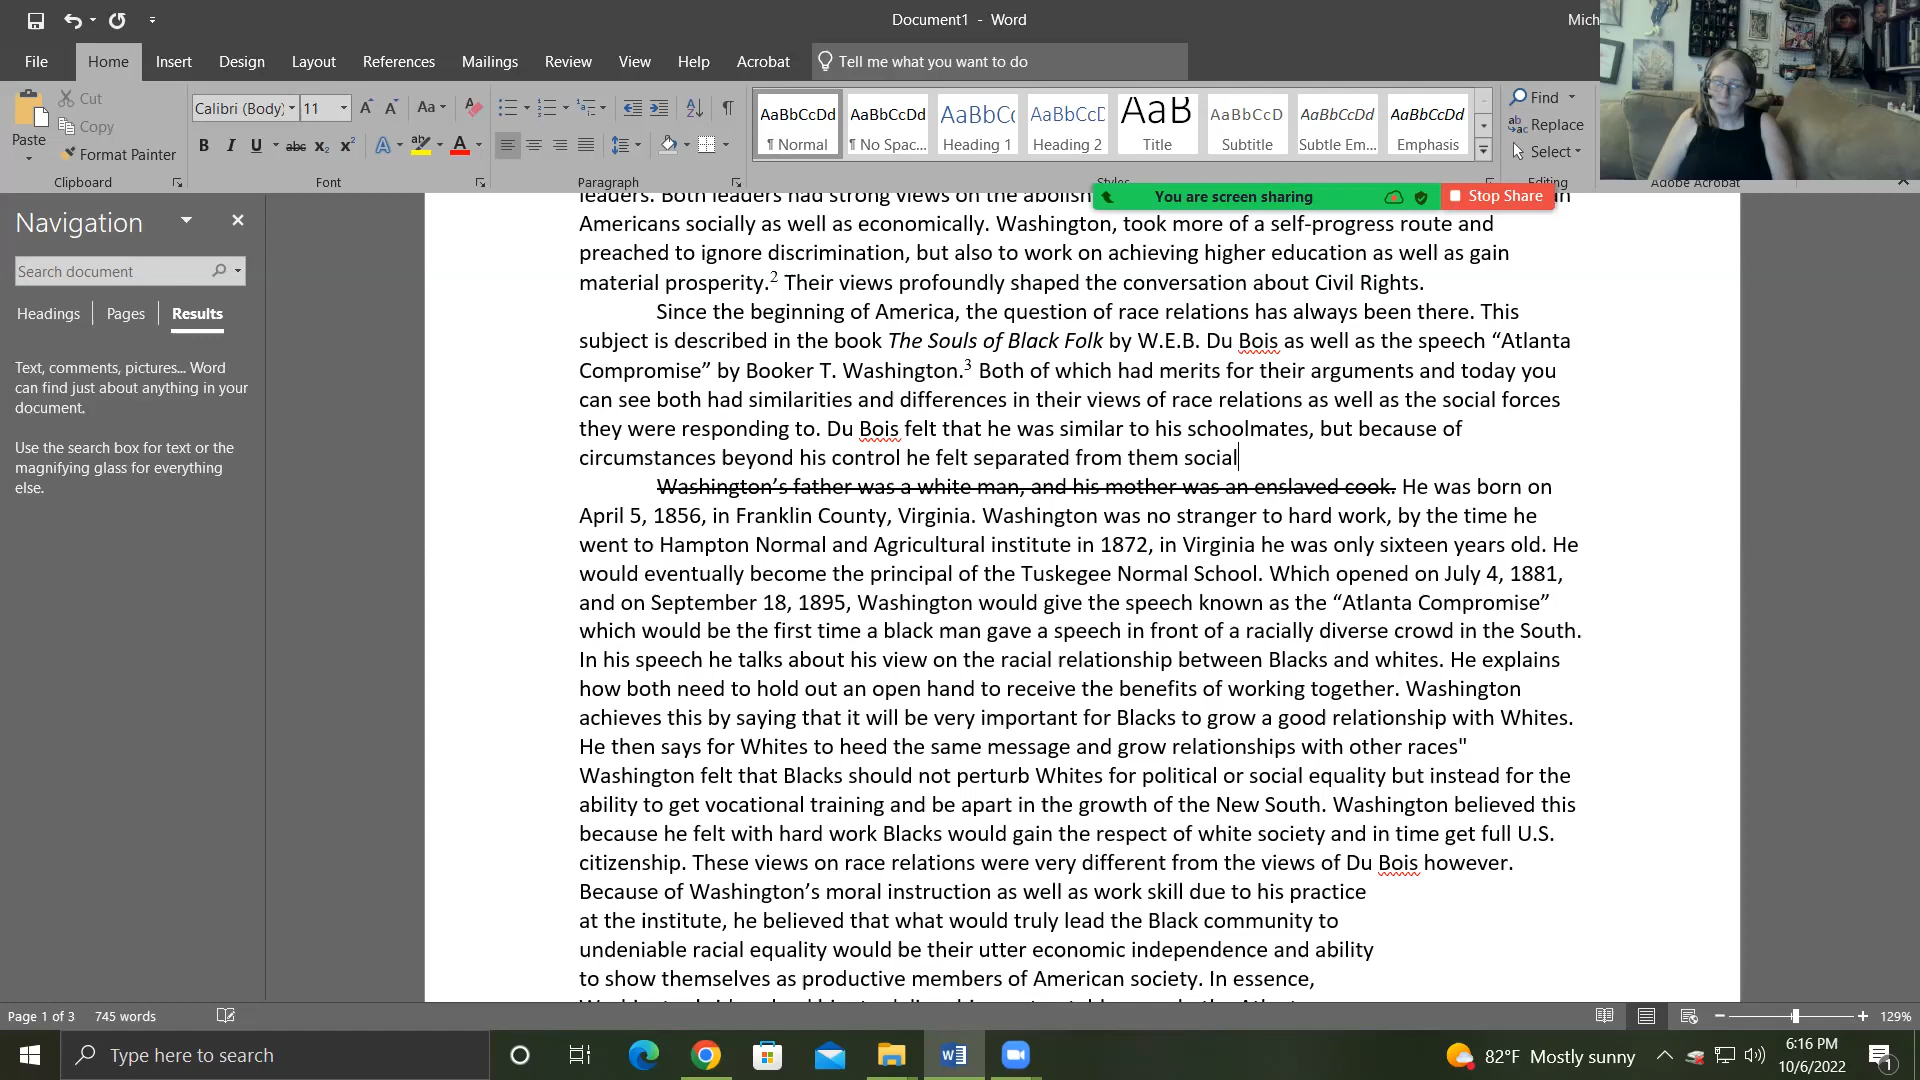 Document1 - Word
Mich
File Home Insert Design Layout References Mailings Review View Help Acrobat Tell me what you want to do
Paste
Cut
Copy
Format Painter
Clipboard
Calibri (Body) 11
Font
Paragraph
AaBbCcDd AaBbCcDd AaBbCc AaBbCcD AaB AaBbCcD AaBbCcDd AaBbCcDd
¶ Normal ¶ No Spac... Heading 1 Heading 2 Title Subtitle Subtle Em... Emphasis
Styles
Find
Replace
Select
Editing
Adobe Acrobat
You are screen sharing Stop Share
Navigation
Search document
Headings Pages Results
Text, comments, pictures... Word
can find just about anything in your
document.
Use the search box for text or the
magnifying glass for everything
else.
leaders. Both leaders had strong views on the abolish
Americans socially as well as economically. Washington, took more of a self-progress route and
preached to ignore discrimination, but also to work on achieving higher education as well as gain
material prosperity.2 Their views profoundly shaped the conversation about Civil Rights.
Since the beginning of America, the question of race relations has always been there. This
subject is described in the book The Souls of Black Folk by W.E.B. Du Bois as well as the speech “Atlanta
Compromise” by Booker T. Washington.3 Both of which had merits for their arguments and today you
can see both had similarities and differences in their views of race relations as well as the social forces
they were responding to. Du Bois felt that he was similar to his schoolmates, but because of
circumstances beyond his control he felt separated from them social
Washington’s father was a white man, and his mother was an enslaved cook. He was born on
April 5, 1856, in Franklin County, Virginia. Washington was no stranger to hard work, by the time he
went to Hampton Normal and Agricultural institute in 1872, in Virginia he was only sixteen years old. He
would eventually become the principal of the Tuskegee Normal School. Which opened on July 4, 1881,
and on September 18, 1895, Washington would give the speech known as the “Atlanta Compromise”
which would be the first time a black man gave a speech in front of a racially diverse crowd in the South.
In his speech he talks about his view on the racial relationship between Blacks and whites. He explains
how both need to hold out an open hand to receive the benefits of working together. Washington
achieves this by saying that it will be very important for Blacks to grow a good relationship with Whites.
He then says for Whites to heed the same message and grow relationships with other races"
Washington felt that Blacks should not perturb Whites for political or social equality but instead for the
ability to get vocational training and be apart in the growth of the New South. Washington believed this
because he felt with hard work Blacks would gain the respect of white society and in time get full U.S.
citizenship. These views on race relations were very different from the views of Du Bois however.
Because of Washington’s moral instruction as well as work skill due to his practice
at the institute, he believed that what would truly lead the Black community to
undeniable racial equality would be their utter economic independence and ability
to show themselves as productive members of American society. In essence,
Page 1 of 3 745 words
129%
Type here to search
82°F Mostly sunny
6:16 PM
10/6/2022
1